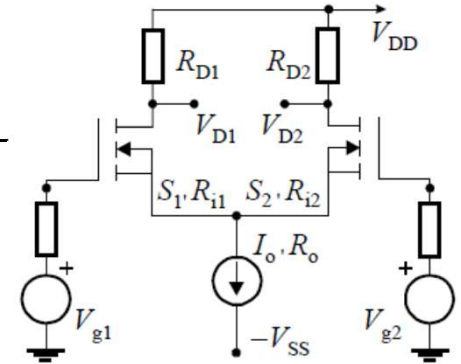 V_DD
R_D1 R_D2
V_D1 V_D2
S_1, R_i1 S_2, R_i2
I_o, R_o
+ +
V_g1 V_g2
-V_SS